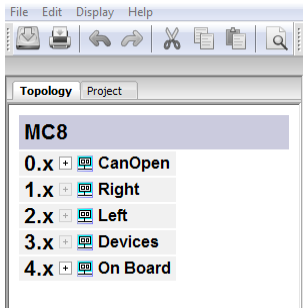 File Edit Display Help
Topology Project
MC8
0.x CanOpen
1.x Right
2.x Left
3.x Devices
4.x On Board